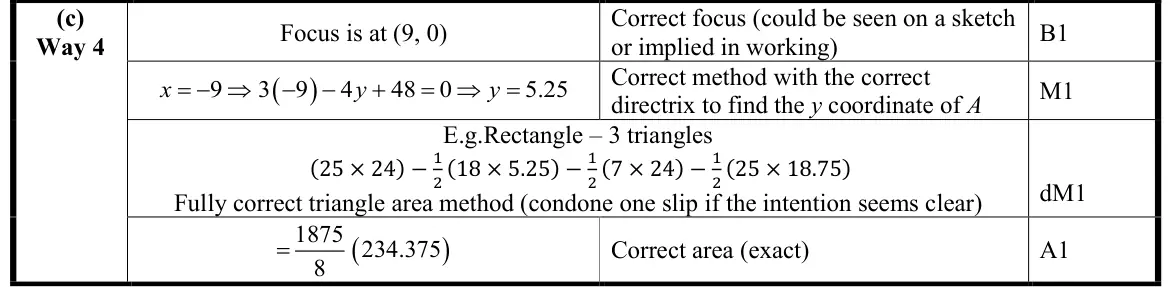 (c)
Way 4
Focus is at (9, 0)
Correct focus (could be seen on a sketch
or implied in working)
B1
x = −9 ⇒ 3(−9) − 4y + 48 = 0 ⇒ y = 5.25
Correct method with the correct
directrix to find the y coordinate of A
M1
E.g.Rectangle – 3 triangles
(25 × 24) − 1/2 (18 × 5.25) − 1/2 (7 × 24) − 1/2 (25 × 18.75)
Fully correct triangle area method (condone one slip if the intention seems clear)
dM1
= 1875/8 (234.375)
Correct area (exact)
A1